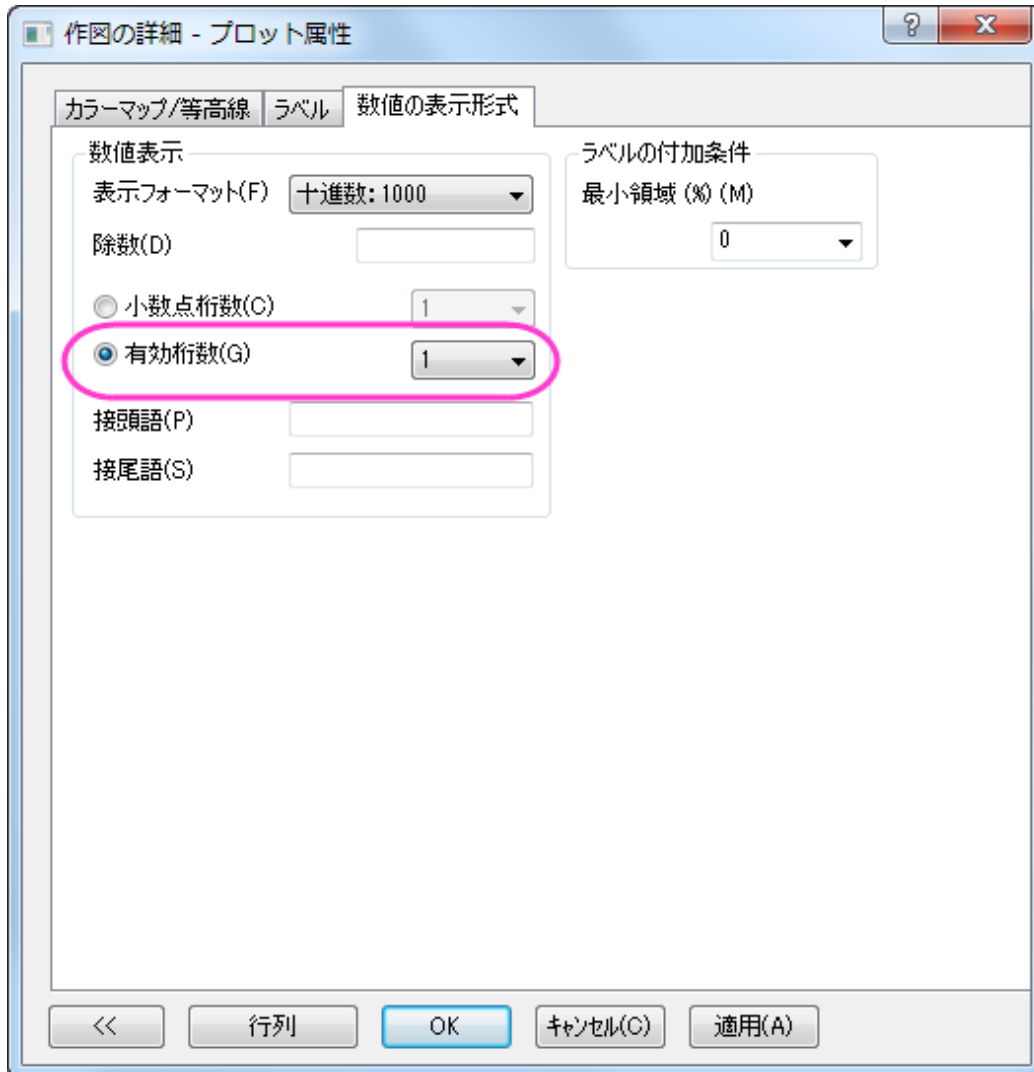 作図の詳細 - プロット属性
カラーマップ/等高線 ラベル 数値の表示形式
数値表示
表示フォーマット(F) 十進数: 1000
除数(D)
小数点桁数(C) 1
有効桁数(G) 1
接頭語(P)
接尾語(S)
ラベルの付加条件
最小領域 (%) (M)
0
<< 行列 OK キャンセル(C) 適用(A)